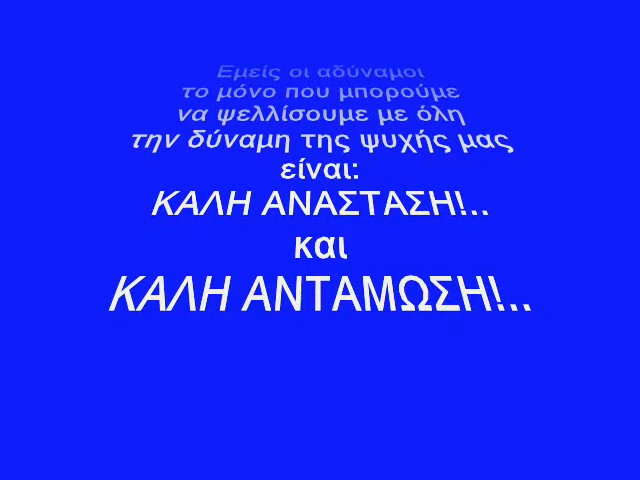 Εμείς οι αδύναμοι
το μόνο που μπορούμε
να ψελλίσουμε με όλη
την δύναμη της ψυχής μας
είναι:
ΚΑΛΗ ΑΝΑΣΤΑΣΗ!..
και
ΚΑΛΗ ΑΝΤΑΜΩΣΗ!..